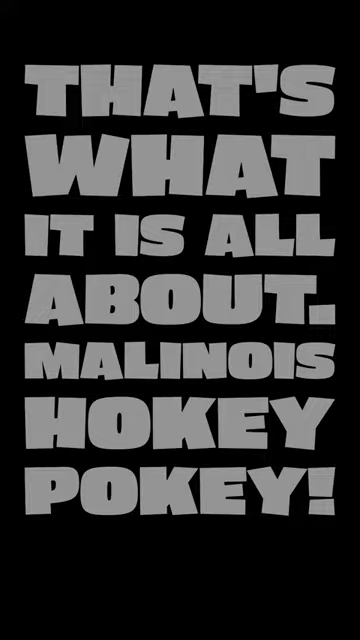 THAT'S
WHAT
IT IS ALL
ABOUT.
MALINOIS
HOKEY
POKEY!